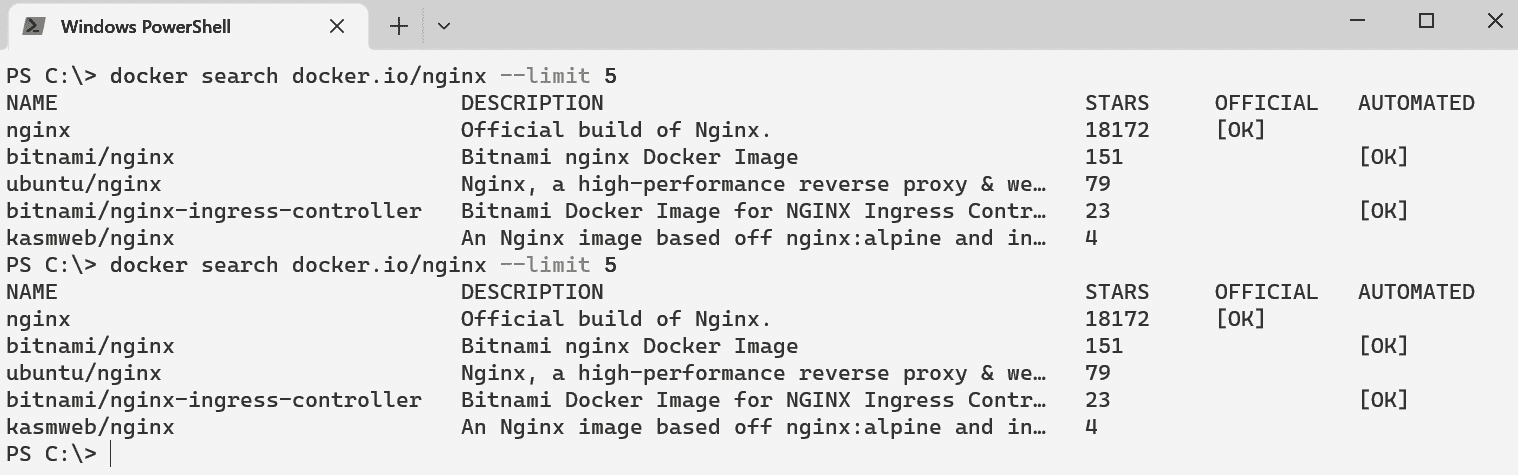 Windows PowerShell
PS C:\> docker search docker.io/nginx --limit 5
NAME DESCRIPTION STARS OFFICIAL AUTOMATED
nginx Official build of Nginx. 18172 [OK]
bitnami/nginx Bitnami nginx Docker Image 151 [OK]
ubuntu/nginx Nginx, a high-performance reverse proxy & we… 79
bitnami/nginx-ingress-controller Bitnami Docker Image for NGINX Ingress Contr… 23 [OK]
kasmweb/nginx An Nginx image based off nginx:alpine and in… 4
PS C:\> docker search docker.io/nginx --limit 5
NAME DESCRIPTION STARS OFFICIAL AUTOMATED
nginx Official build of Nginx. 18172 [OK]
bitnami/nginx Bitnami nginx Docker Image 151 [OK]
ubuntu/nginx Nginx, a high-performance reverse proxy & we… 79
bitnami/nginx-ingress-controller Bitnami Docker Image for NGINX Ingress Contr… 23 [OK]
kasmweb/nginx An Nginx image based off nginx:alpine and in… 4
PS C:\>